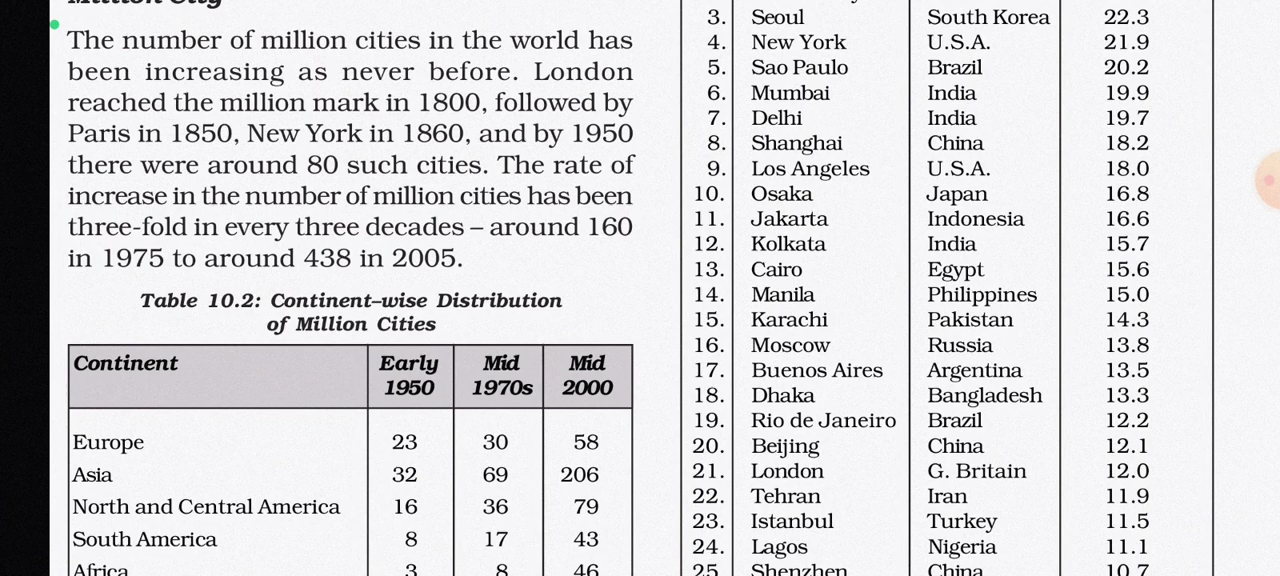 Million City
The number of million cities in the world has
been increasing as never before. London
reached the million mark in 1800, followed by
Paris in 1850, New York in 1860, and by 1950
there were around 80 such cities. The rate of
increase in the number of million cities has been
three-fold in every three decades – around 160
in 1975 to around 438 in 2005.
Table 10.2: Continent–wise Distribution
of Million Cities
Continent Early 1950 Mid 1970s Mid 2000
Europe 23 30 58
Asia 32 69 206
North and Central America 16 36 79
South America 8 17 43
Africa 3 8 46
3. Seoul South Korea 22.3
4. New York U.S.A. 21.9
5. Sao Paulo Brazil 20.2
6. Mumbai India 19.9
7. Delhi India 19.7
8. Shanghai China 18.2
9. Los Angeles U.S.A. 18.0
10. Osaka Japan 16.8
11. Jakarta Indonesia 16.6
12. Kolkata India 15.7
13. Cairo Egypt 15.6
14. Manila Philippines 15.0
15. Karachi Pakistan 14.3
16. Moscow Russia 13.8
17. Buenos Aires Argentina 13.5
18. Dhaka Bangladesh 13.3
19. Rio de Janeiro Brazil 12.2
20. Beijing China 12.1
21. London G. Britain 12.0
22. Tehran Iran 11.9
23. Istanbul Turkey 11.5
24. Lagos Nigeria 11.1
25. Shenzhen China 10.7